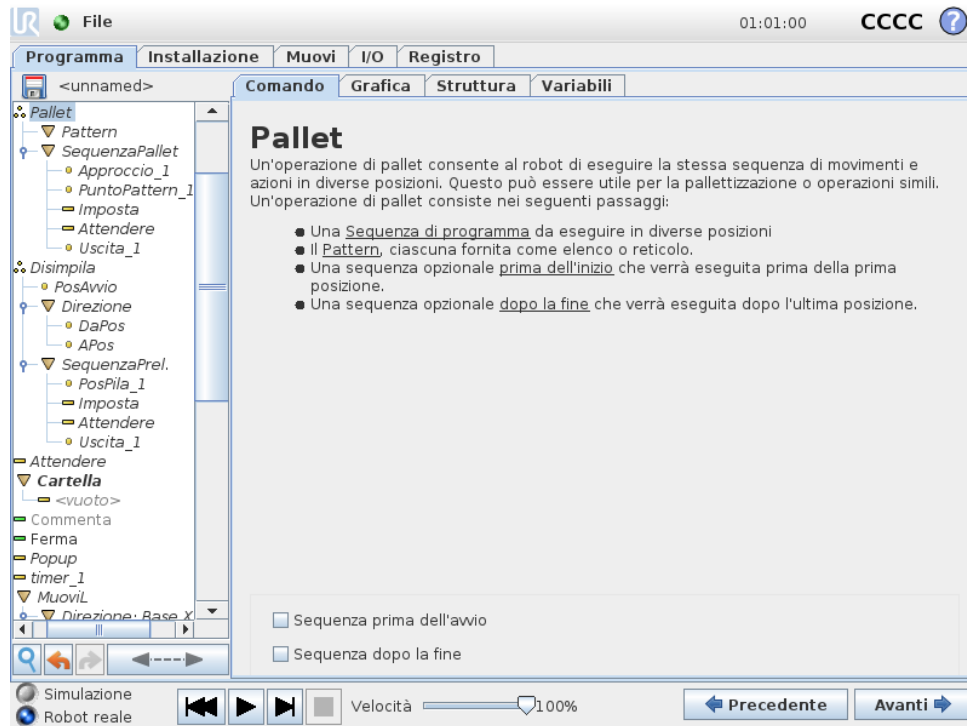 UR File 01:01:00 CCCC ?
Programma Installazione Muovi I/O Registro
<unnamed> Comando Grafica Struttura Variabili
Pallet
Pattern
SequenzaPallet
Approccio_1
PuntoPattern_1
Imposta
Attendere
Uscita_1
Disimpila
PosAvvio
Direzione
DaPos
APos
SequenzaPrel.
PosPila_1
Imposta
Attendere
Uscita_1
Attendere
Cartella
<vuoto>
Commenta
Ferma
Popup
timer_1
MuoviL
Direzione: Base X
Pallet
Un'operazione di pallet consente al robot di eseguire la stessa sequenza di movimenti e
azioni in diverse posizioni. Questo può essere utile per la pallettizzazione o operazioni simili.
Un'operazione di pallet consiste nei seguenti passaggi:
● Una Sequenza di programma da eseguire in diverse posizioni
● Il Pattern, ciascuna fornita come elenco o reticolo.
● Una sequenza opzionale prima dell'inizio che verrà eseguita prima della prima
posizione.
● Una sequenza opzionale dopo la fine che verrà eseguita dopo l'ultima posizione.
Sequenza prima dell'avvio
Sequenza dopo la fine
Simulazione
Robot reale
Velocità 100% Precedente Avanti